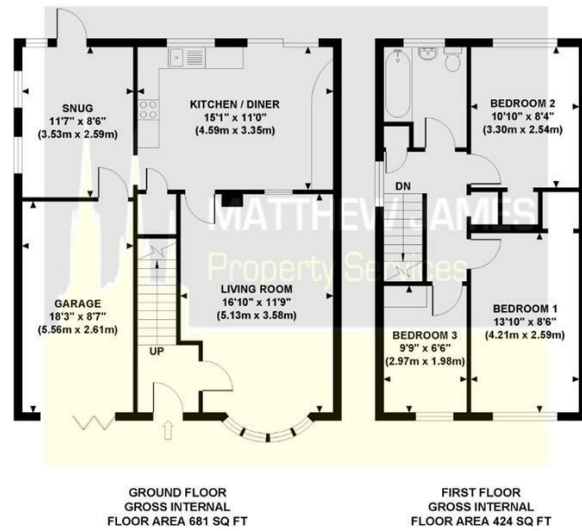 SNUG
11'7" x 8'6"
(3.53m x 2.59m)
KITCHEN / DINER
15'1" x 11'0"
(4.59m x 3.35m)
BEDROOM 2
10'10" x 8'4"
(3.30m x 2.54m)
DN
MATTHEW JAMES
Property Services
GARAGE
18'3" x 8'7"
(5.56m x 2.61m)
UP
LIVING ROOM
16'10" x 11'9"
(5.13m x 3.58m)
BEDROOM 3
9'9" x 6'6"
(2.97m x 1.98m)
BEDROOM 1
13'10" x 8'6"
(4.21m x 2.59m)
GROUND FLOOR
GROSS INTERNAL
FLOOR AREA 681 SQ FT
FIRST FLOOR
GROSS INTERNAL
FLOOR AREA 424 SQ FT